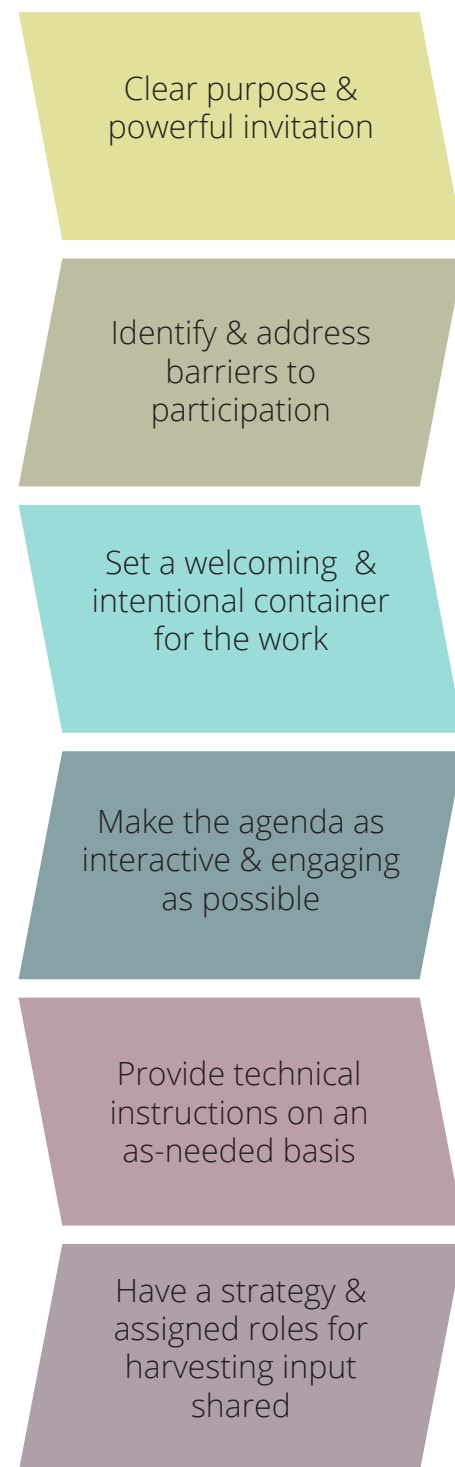 Clear purpose &
powerful invitation
Identify & address
barriers to
participation
Set a welcoming  &
intentional container
for the work
Make the agenda as
interactive & engaging
as possible
Provide technical
instructions on an
as-needed basis
Have a strategy &
assigned roles for
harvesting input
shared